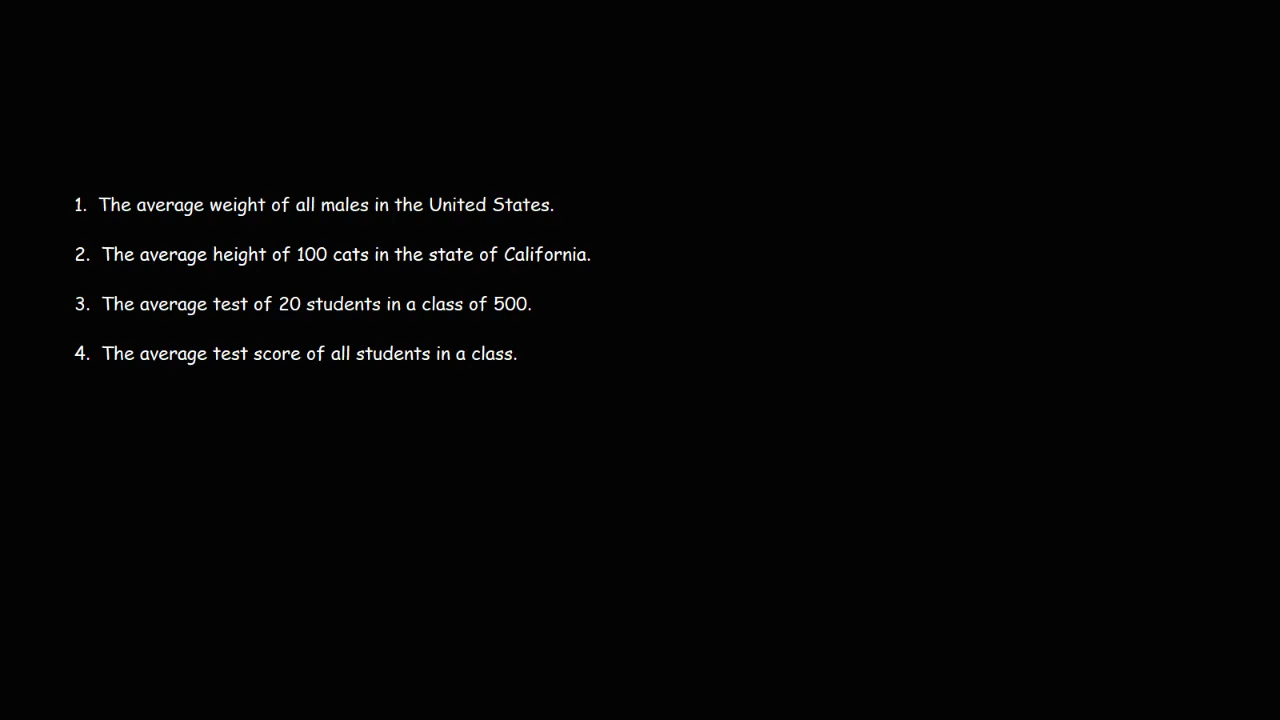 1. The average weight of all males in the United States.
2. The average height of 100 cats in the state of California.
3. The average test of 20 students in a class of 500.
4. The average test score of all students in a class.